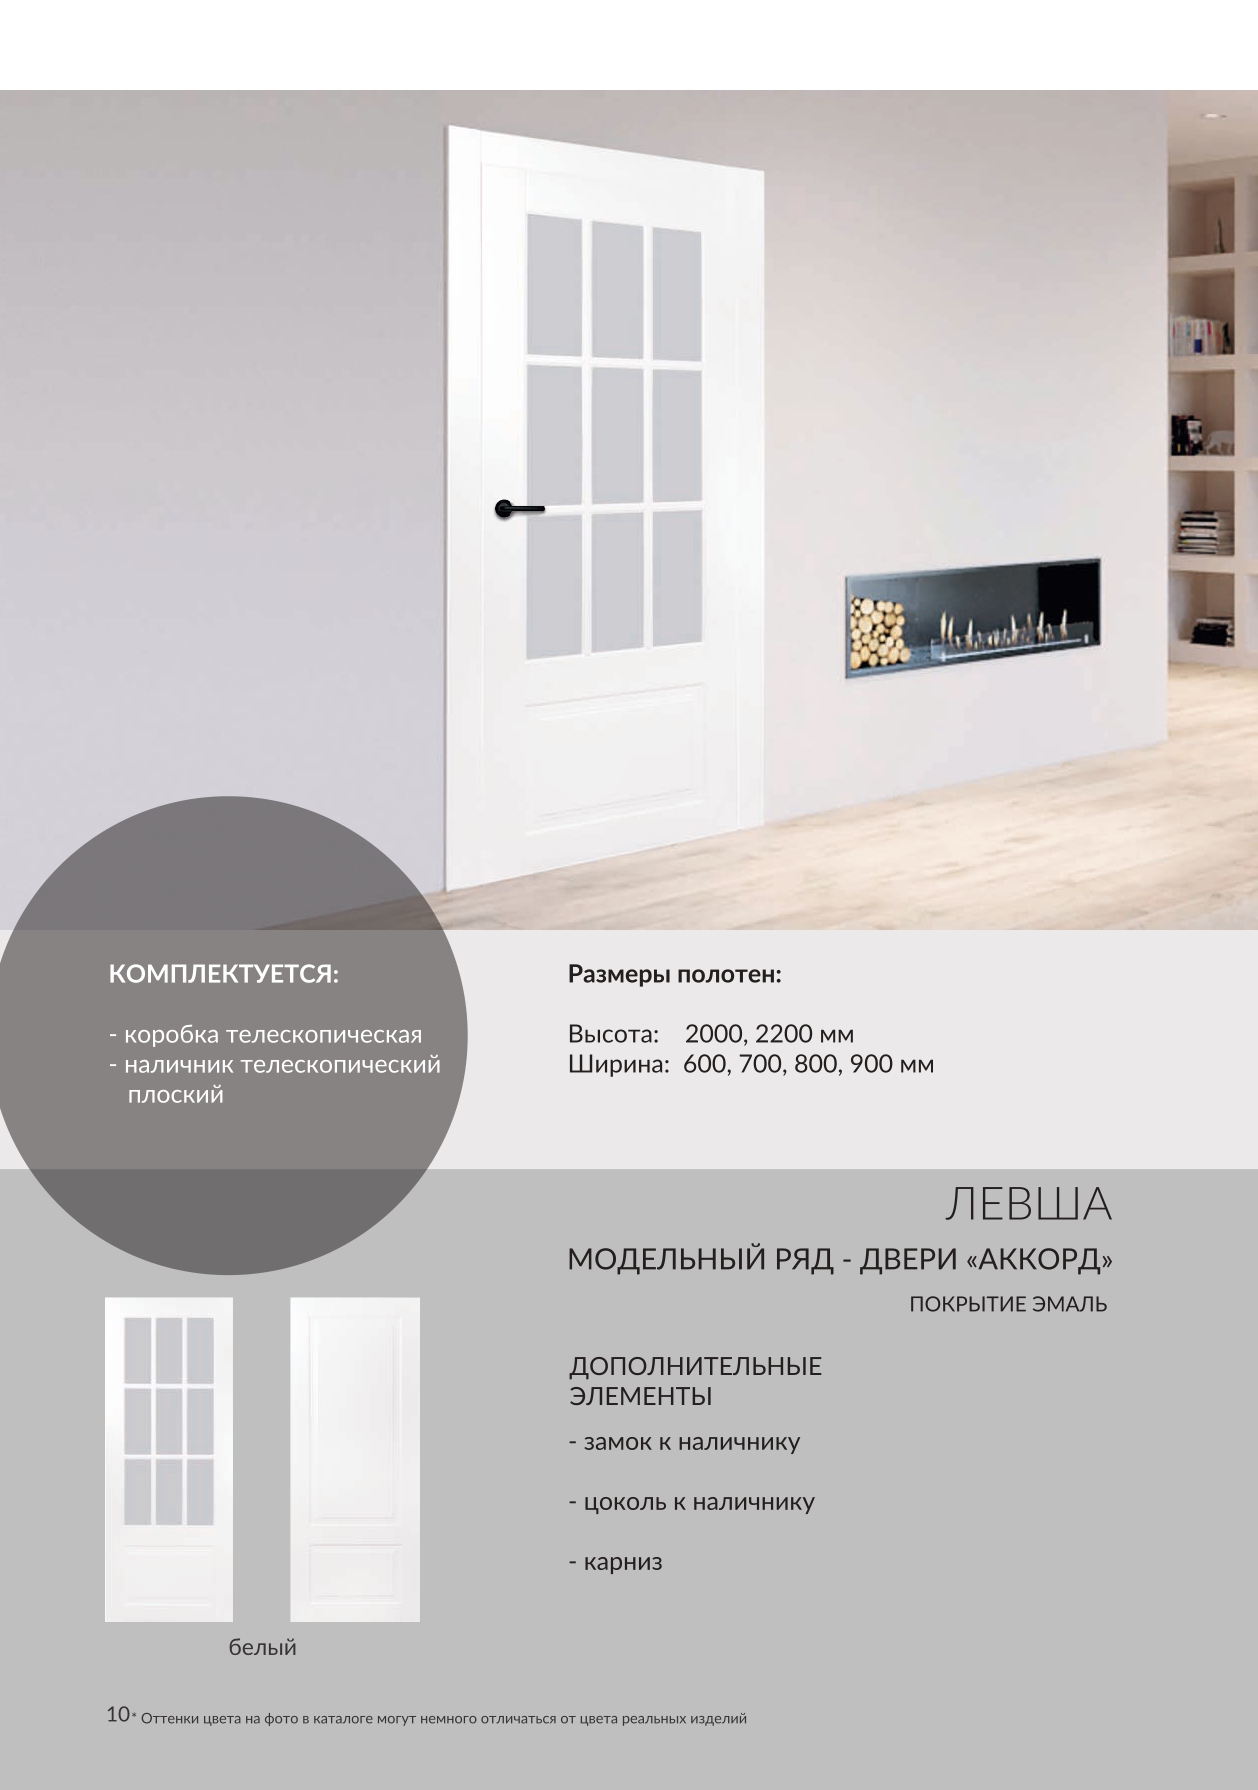 КОМПЛЕКТУЕТСЯ:
- коробка телескопическая
- наличник телескопический
плоский
Размеры полотен:
Высота: 2000, 2200 мм
Ширина: 600, 700, 800, 900 мм
ЛЕВША
МОДЕЛЬНЫЙ РЯД - ДВЕРИ «АККОРД»
ПОКРЫТИЕ ЭМАЛЬ
ДОПОЛНИТЕЛЬНЫЕ
ЭЛЕМЕНТЫ
- замок к наличнику
- цоколь к наличнику
- карниз
белый
10* Оттенки цвета на фото в каталоге могут немного отличаться от цвета реальных изделий